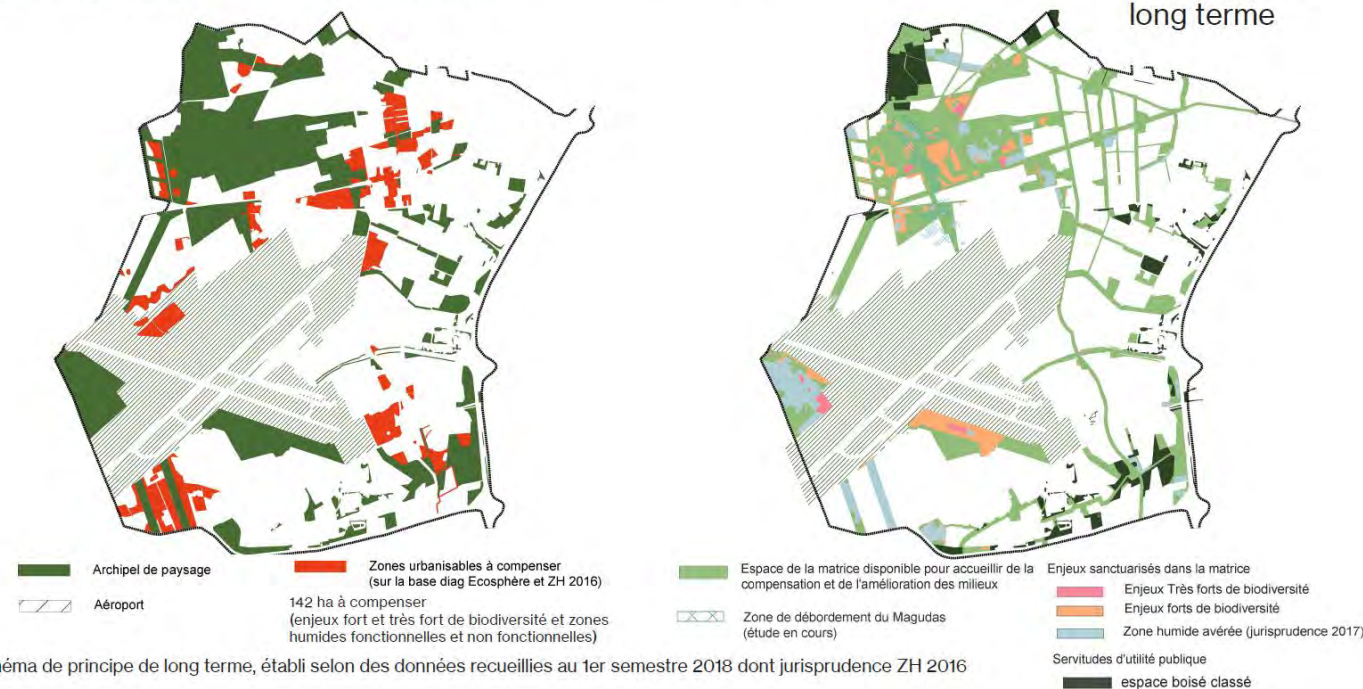 long terme
Archipel de paysage
Aéroport
Zones urbanisables à compenser
(sur la base diag Ecosphère et ZH 2016)
142 ha à compenser
(enjeux fort et très fort de biodiversité et zones
humides fonctionnelles et non fonctionnelles)
Espace de la matrice disponible pour accueillir de la
compensation et de l'amélioration des milieux
Zone de débordement du Magudas
(étude en cours)
Enjeux sanctuarisés dans la matrice
Enjeux Très forts de biodiversité
Enjeux forts de biodiversité
Zone humide avérée (jurisprudence 2017)
Servitudes d'utilité publique
espace boisé classé
néma de principe de long terme, établi selon des données recueillies au 1er semestre 2018 dont jurisprudence ZH 2016